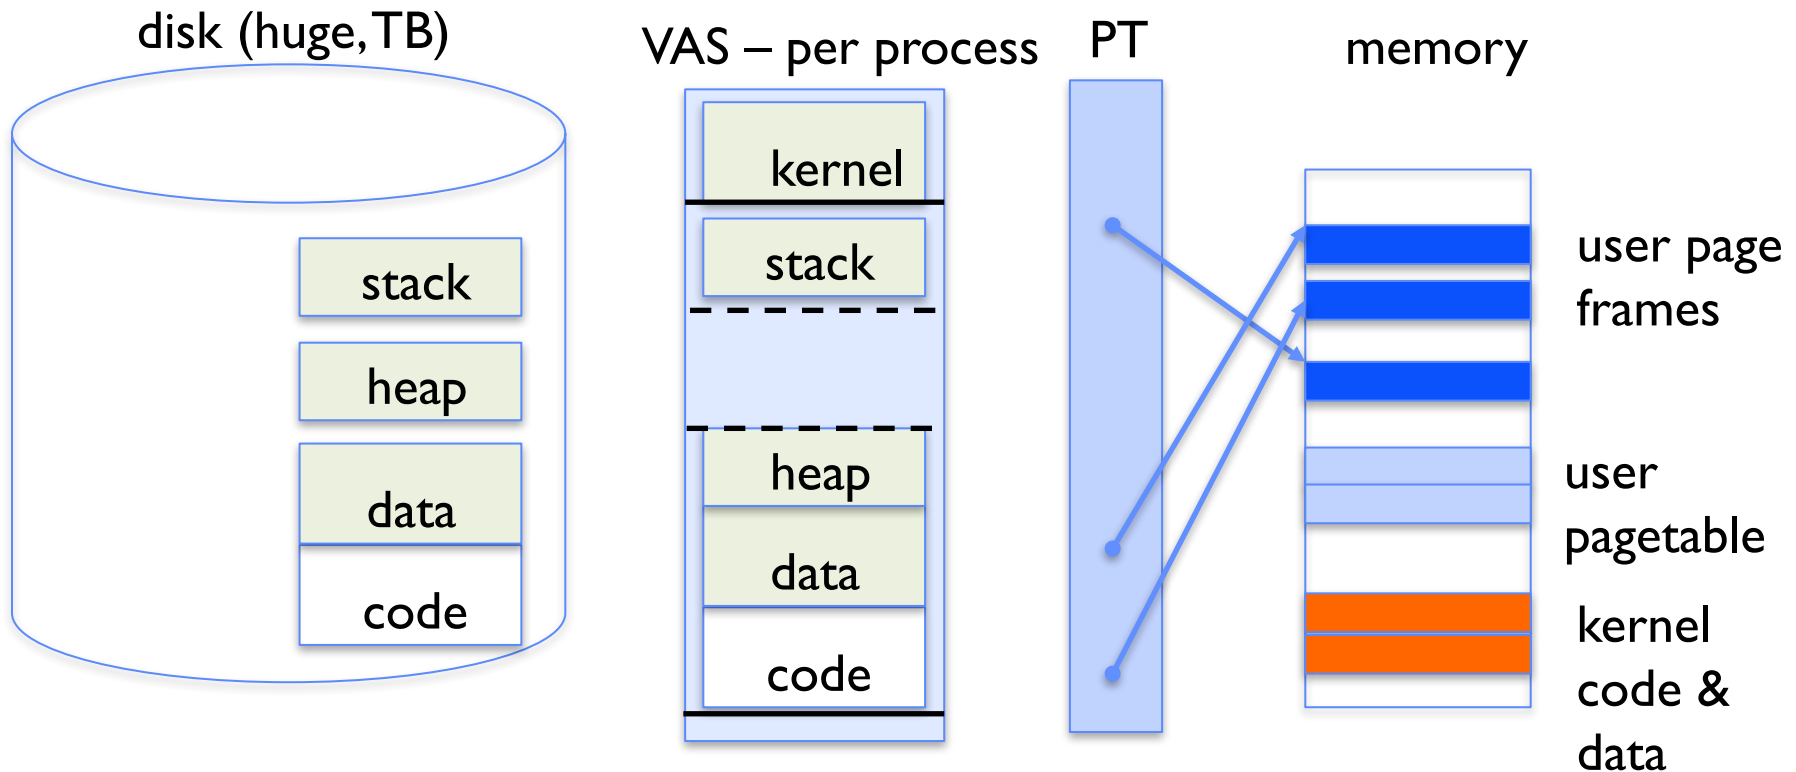 disk (huge, TB)
VAS – per process
PT
memory
stack
heap
data
code
kernel
stack
heap
data
code
user page
frames
user
pagetable
kernel
code &
data